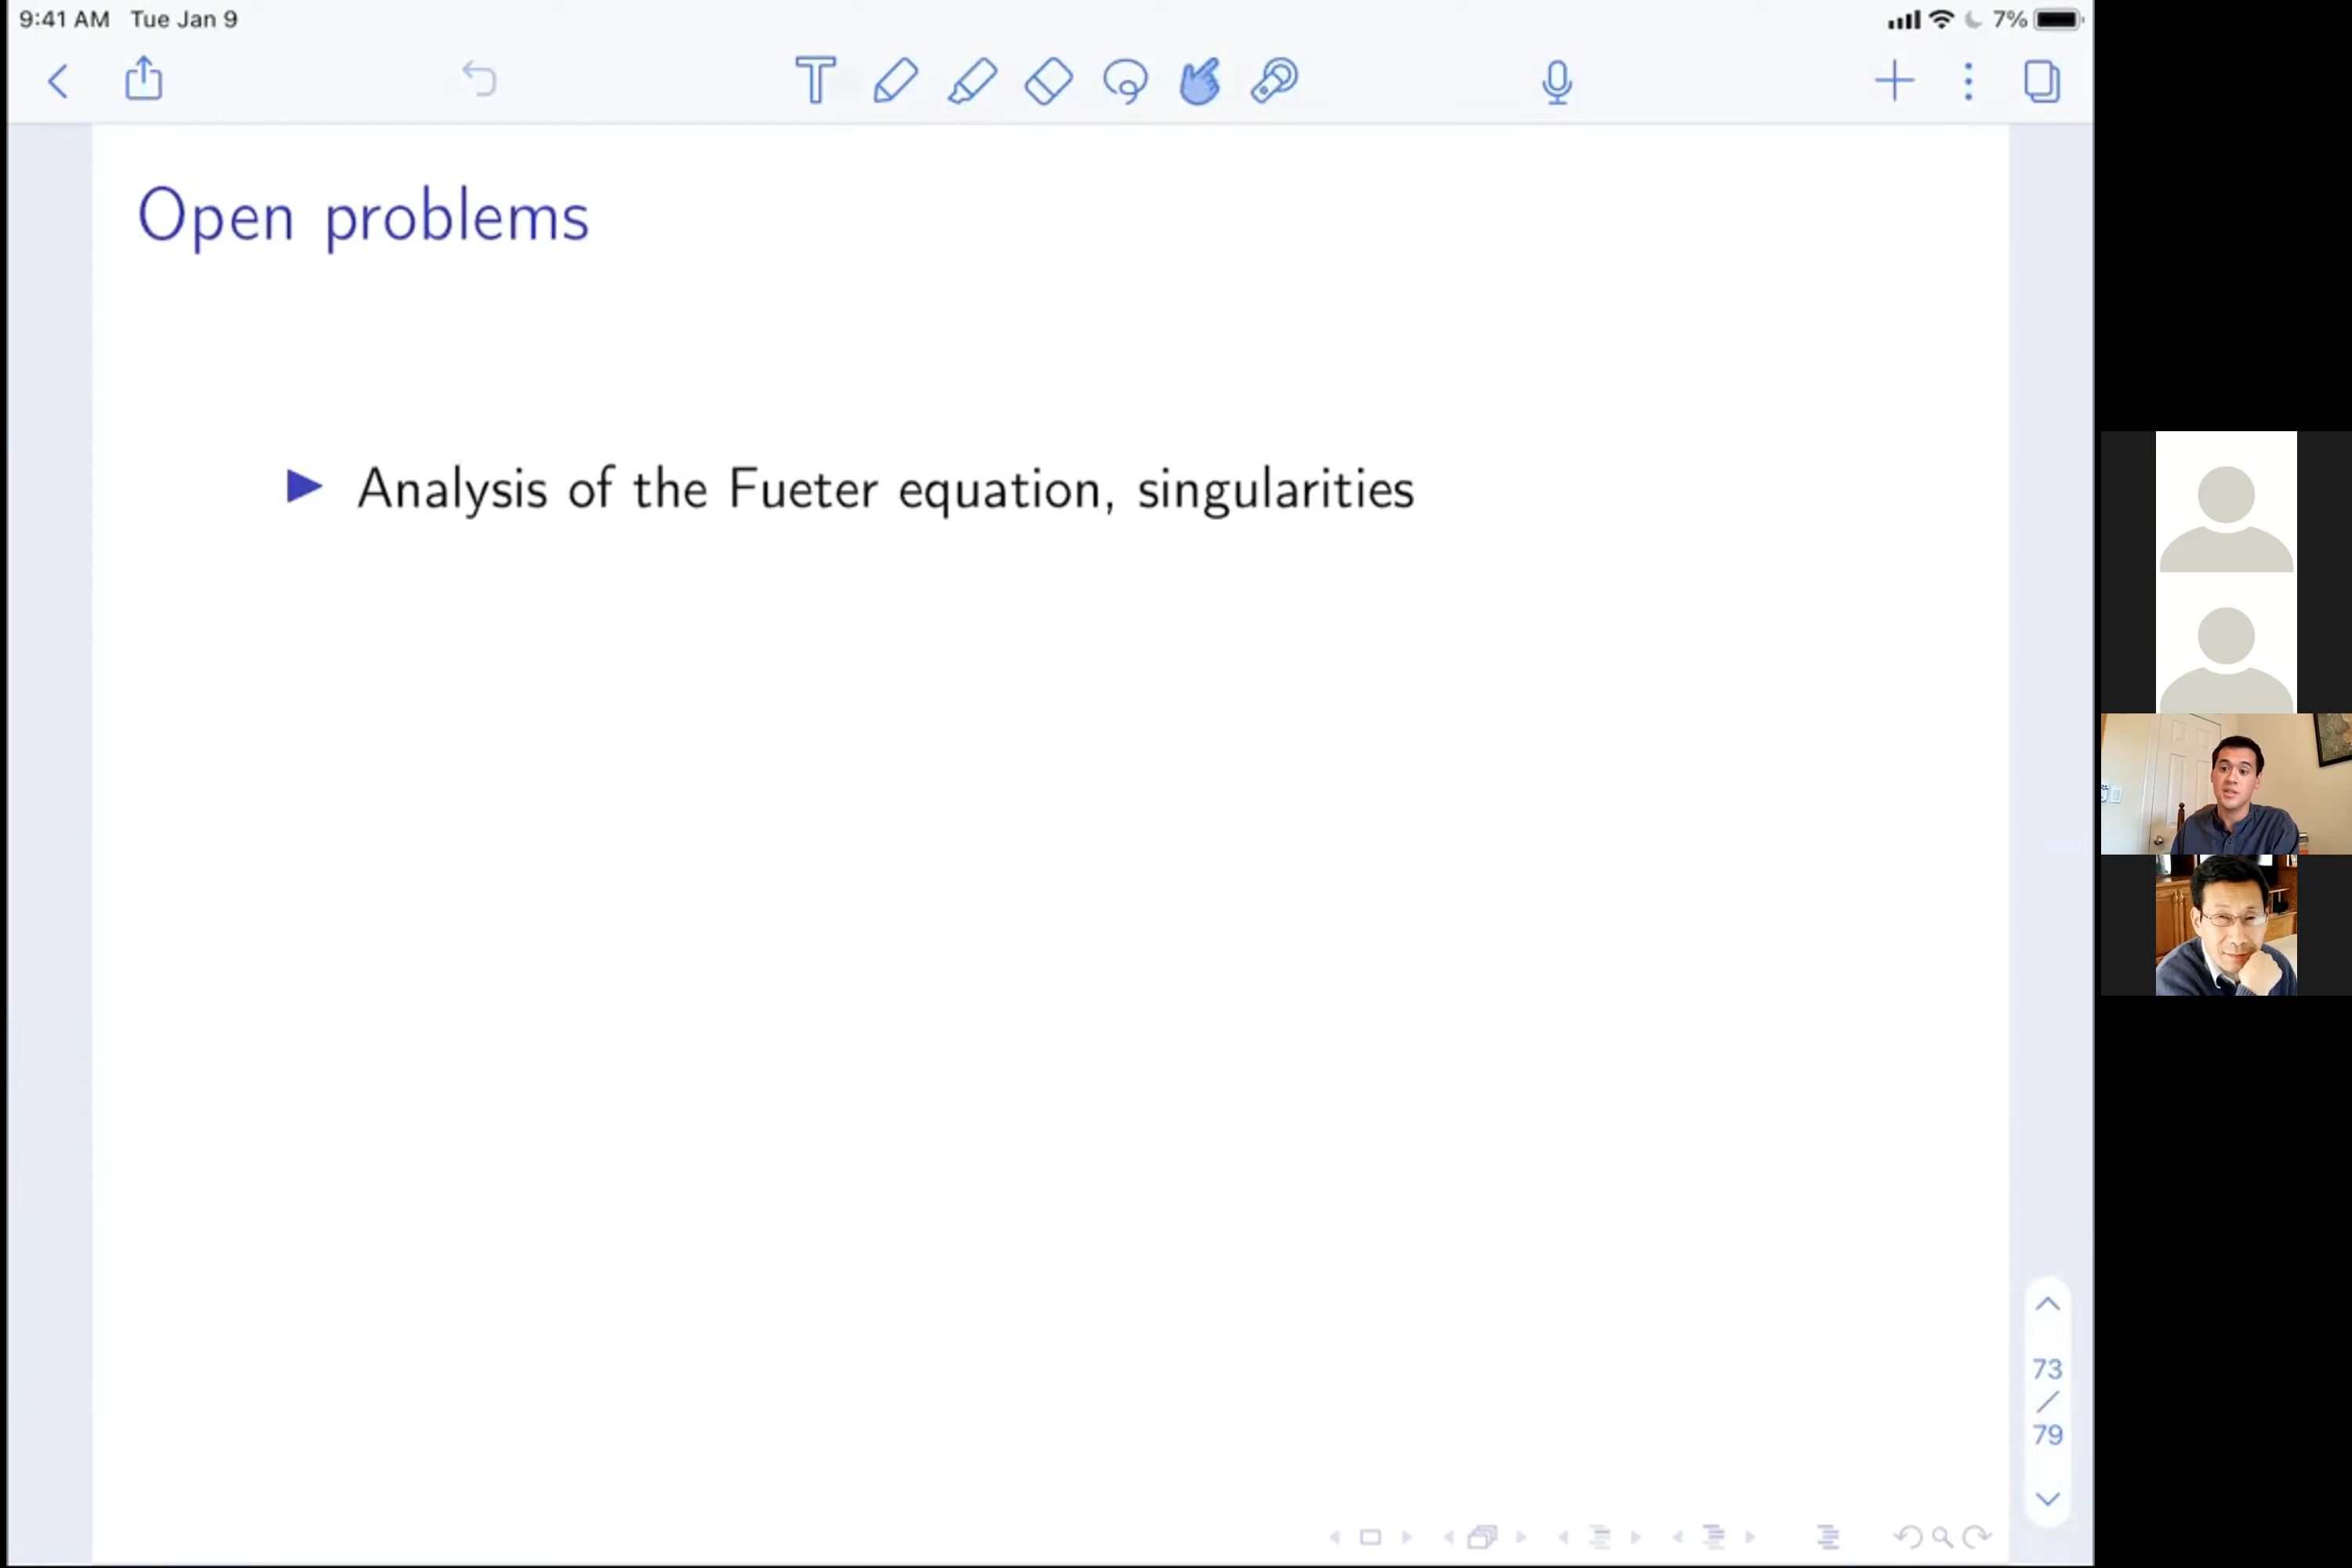 9:41 AM Tue Jan 9
7%
Open problems
Analysis of the Fueter equation, singularities
73
/
79